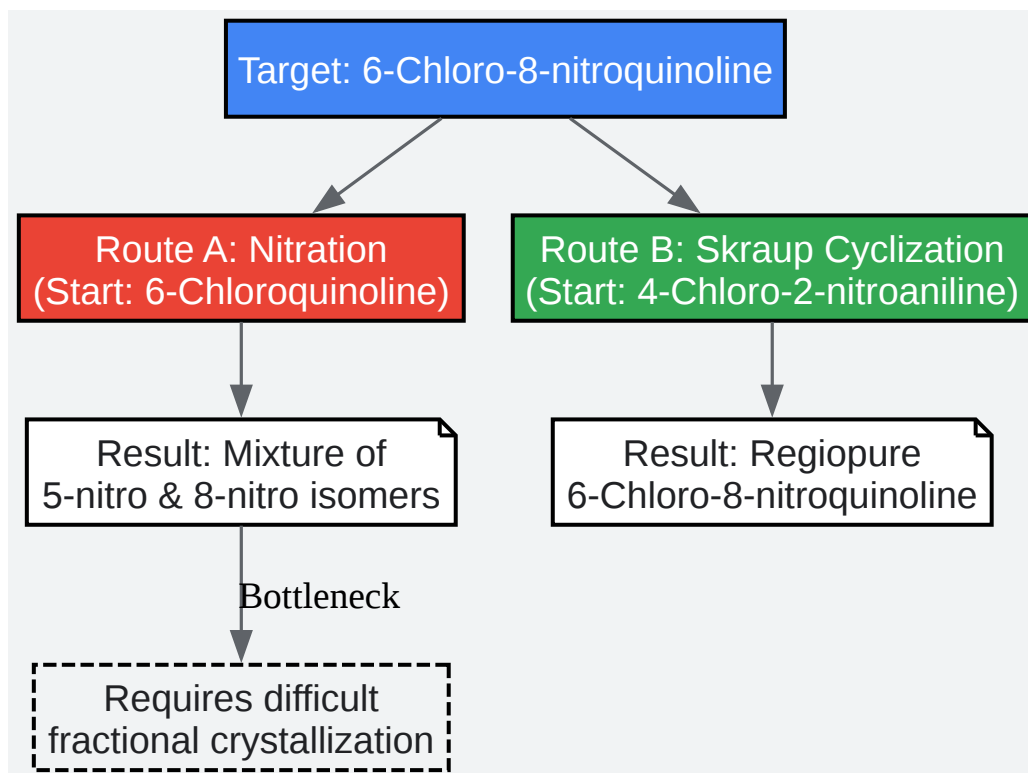 Target: 6-Chloro-8-nitroquinoline
Route A: Nitration
(Start: 6-Chloroquinoline)
Route B: Skraup Cyclization
(Start: 4-Chloro-2-nitroaniline)
Result: Mixture of
5-nitro & 8-nitro isomers
Result: Regiopure
6-Chloro-8-nitroquinoline
Bottleneck
Requires difficult
fractional crystallization